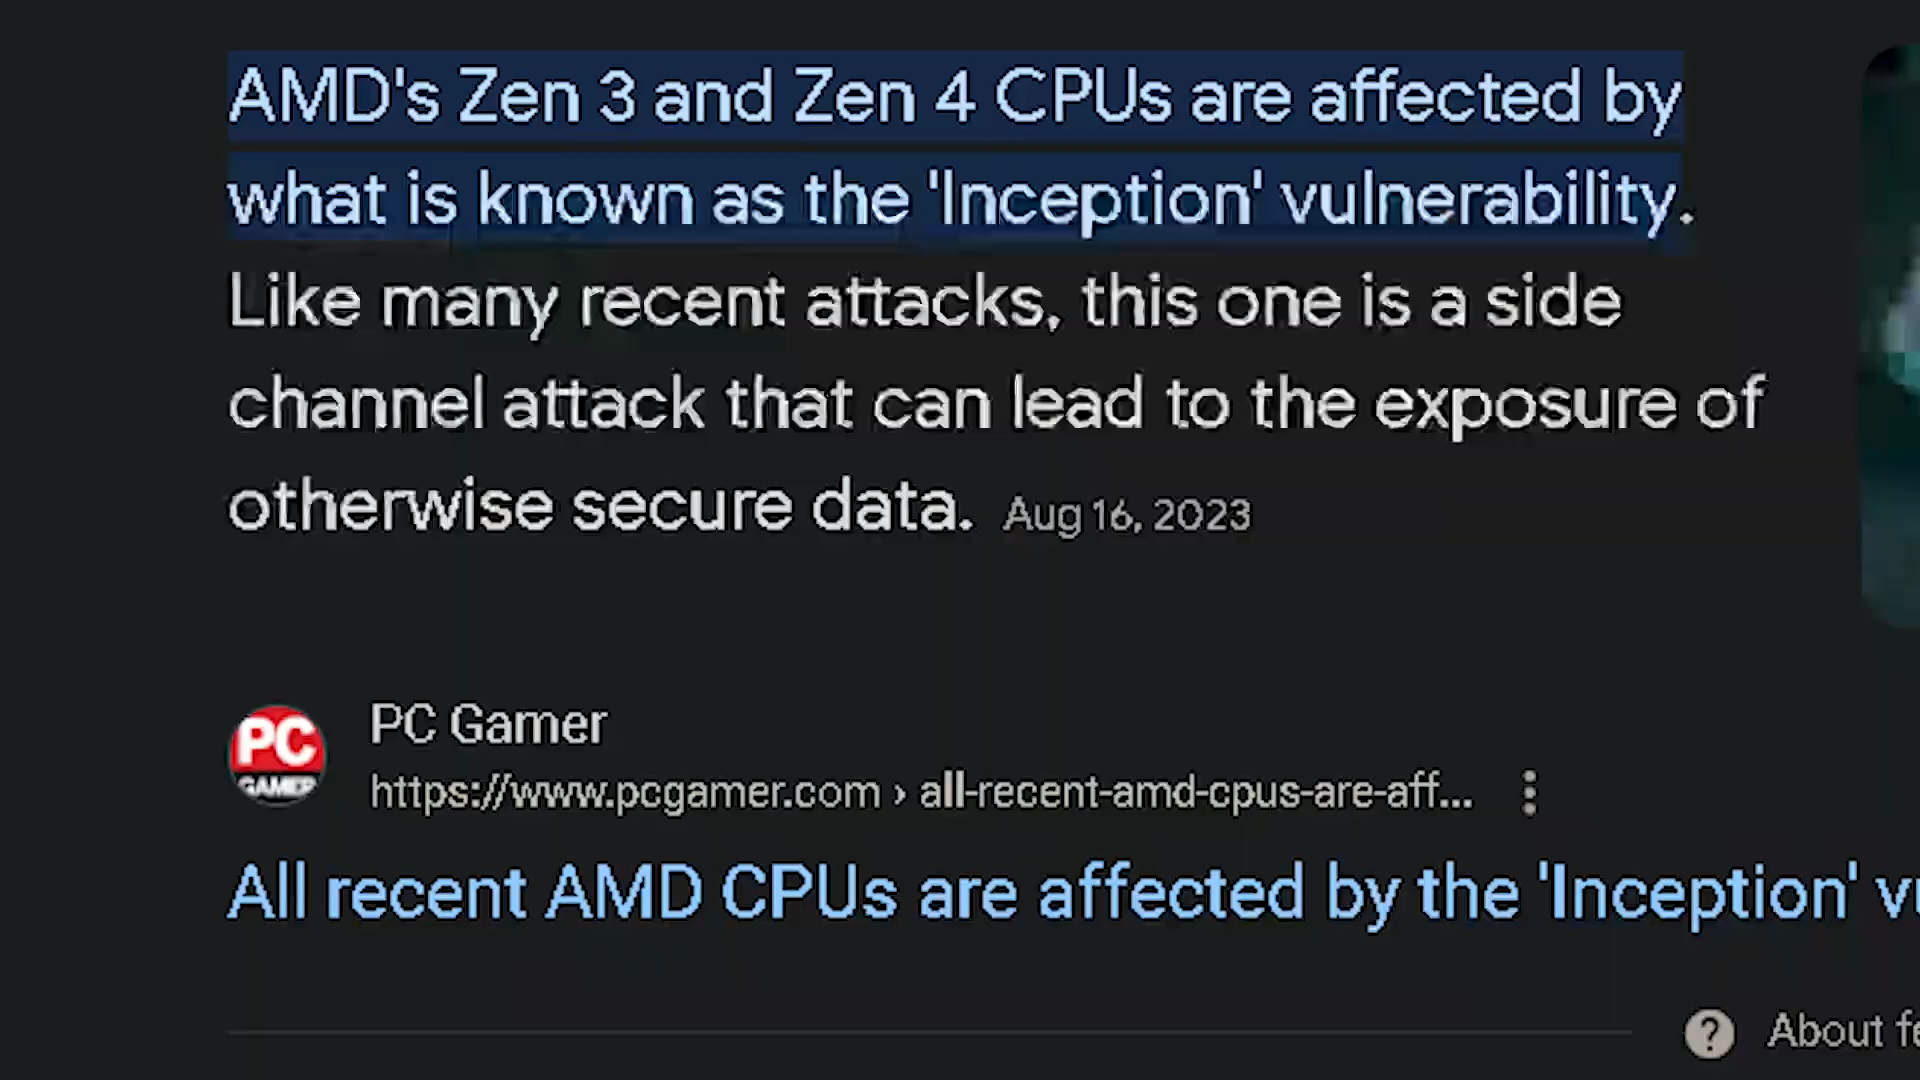 AMD's Zen 3 and Zen 4 CPUs are affected by
what is known as the 'Inception' vulnerability.
Like many recent attacks, this one is a side
channel attack that can lead to the exposure of
otherwise secure data. Aug 16, 2023
PC GAMER
PC Gamer
https://www.pcgamer.com › all-recent-amd-cpus-are-aff...
All recent AMD CPUs are affected by the 'Inception'
About